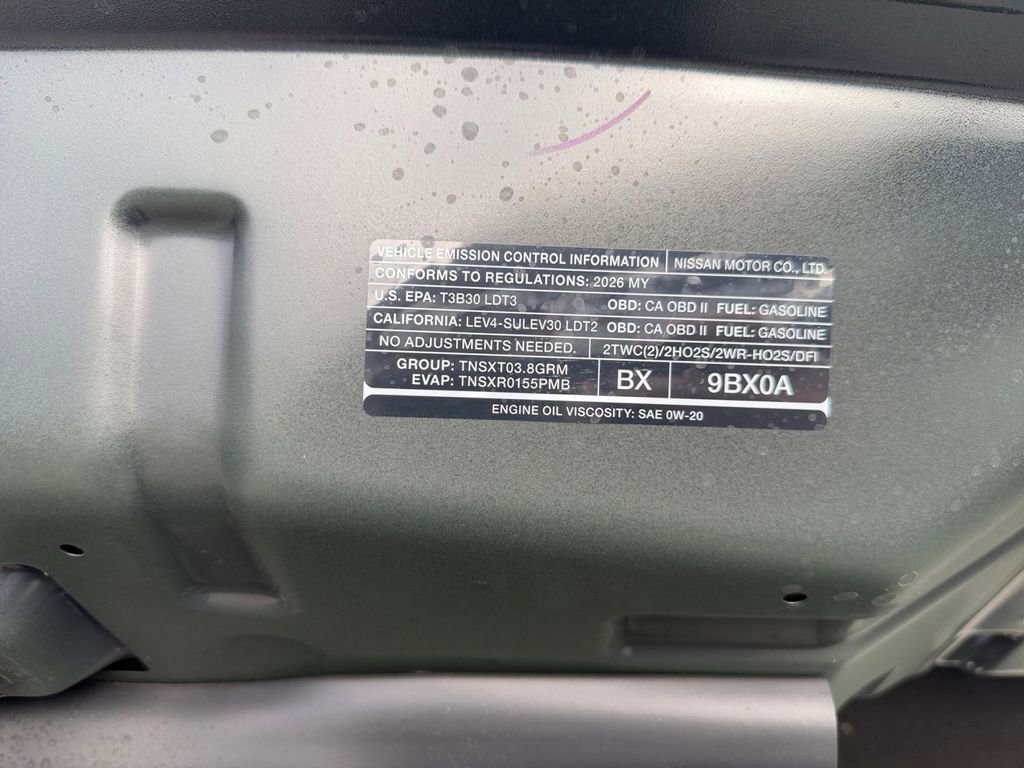 VEHICLE EMISSION CONTROL INFORMATION NISSAN MOTOR CO., LTD.
CONFORMS TO REGULATIONS: 2026 MY
U.S. EPA: T3B30 LDT3 OBD: CA OBD II FUEL: GASOLINE
CALIFORNIA: LEV4-SULEV30 LDT2 OBD: CA OBD II FUEL: GASOLINE
NO ADJUSTMENTS NEEDED. 2TWC(2)/2HO2S/2WR-HO2S/DFI
GROUP: TNSXT03.8GRM
EVAP: TNSXR0155PMB
BX 9BX0A
ENGINE OIL VISCOSITY: SAE 0W-20